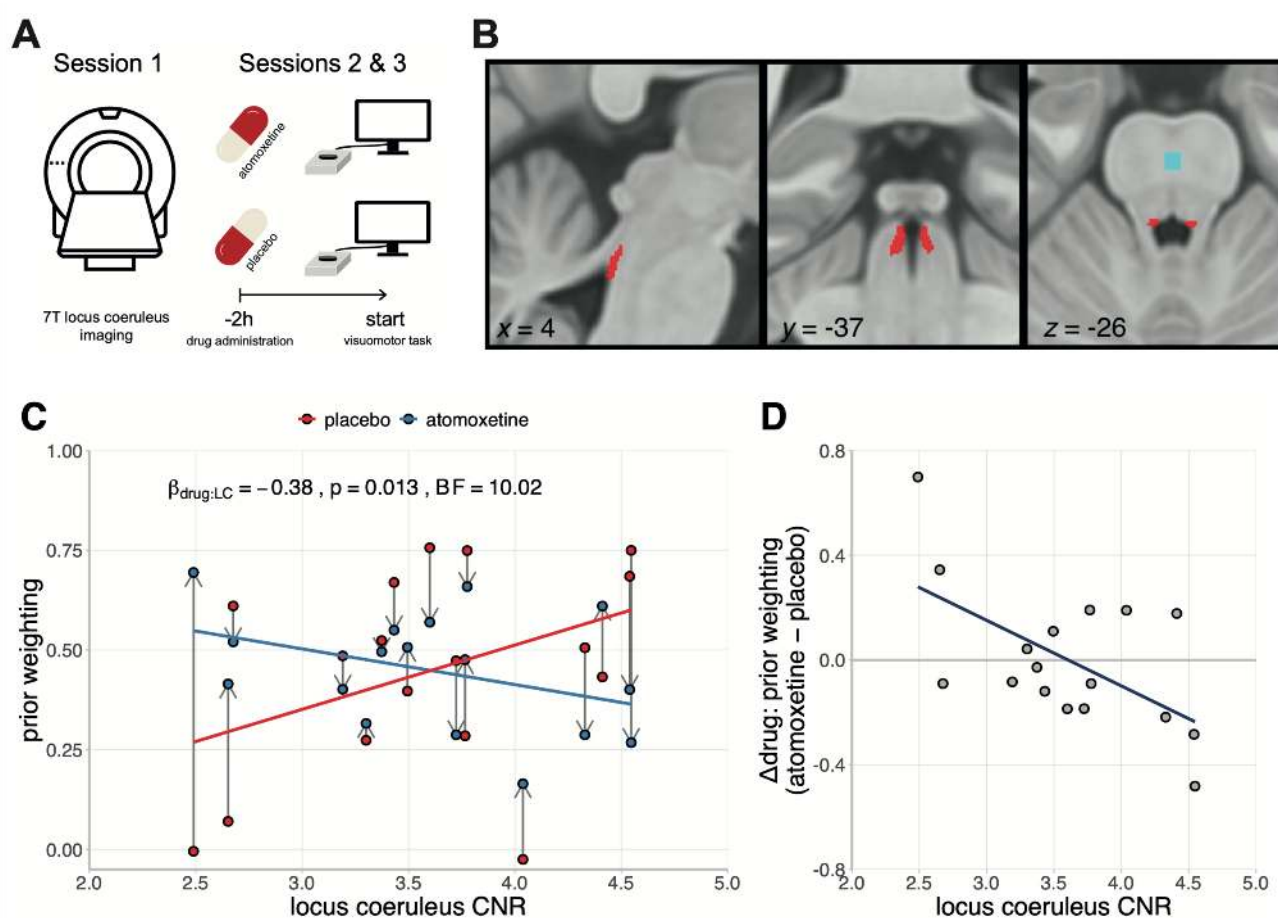 A
Session 1
Sessions 2 & 3
atomoxetine
placebo
7T locus coeruleus
imaging
-2h
drug administration
start
visuomotor task
B
x = 4
y = -37
z = -26
C
placebo
atomoxetine
β drug:LC = −0.38 , p = 0.013 , BF = 10.02
prior weighting
1.00
0.75
0.50
0.25
0.00
2.0
2.5
3.0
3.5
4.0
4.5
5.0
locus coeruleus CNR
D
Δdrug: prior weighting
(atomoxetine − placebo)
0.8
0.4
0.0
-0.4
-0.8
2.0
2.5
3.0
3.5
4.0
4.5
5.0
locus coeruleus CNR